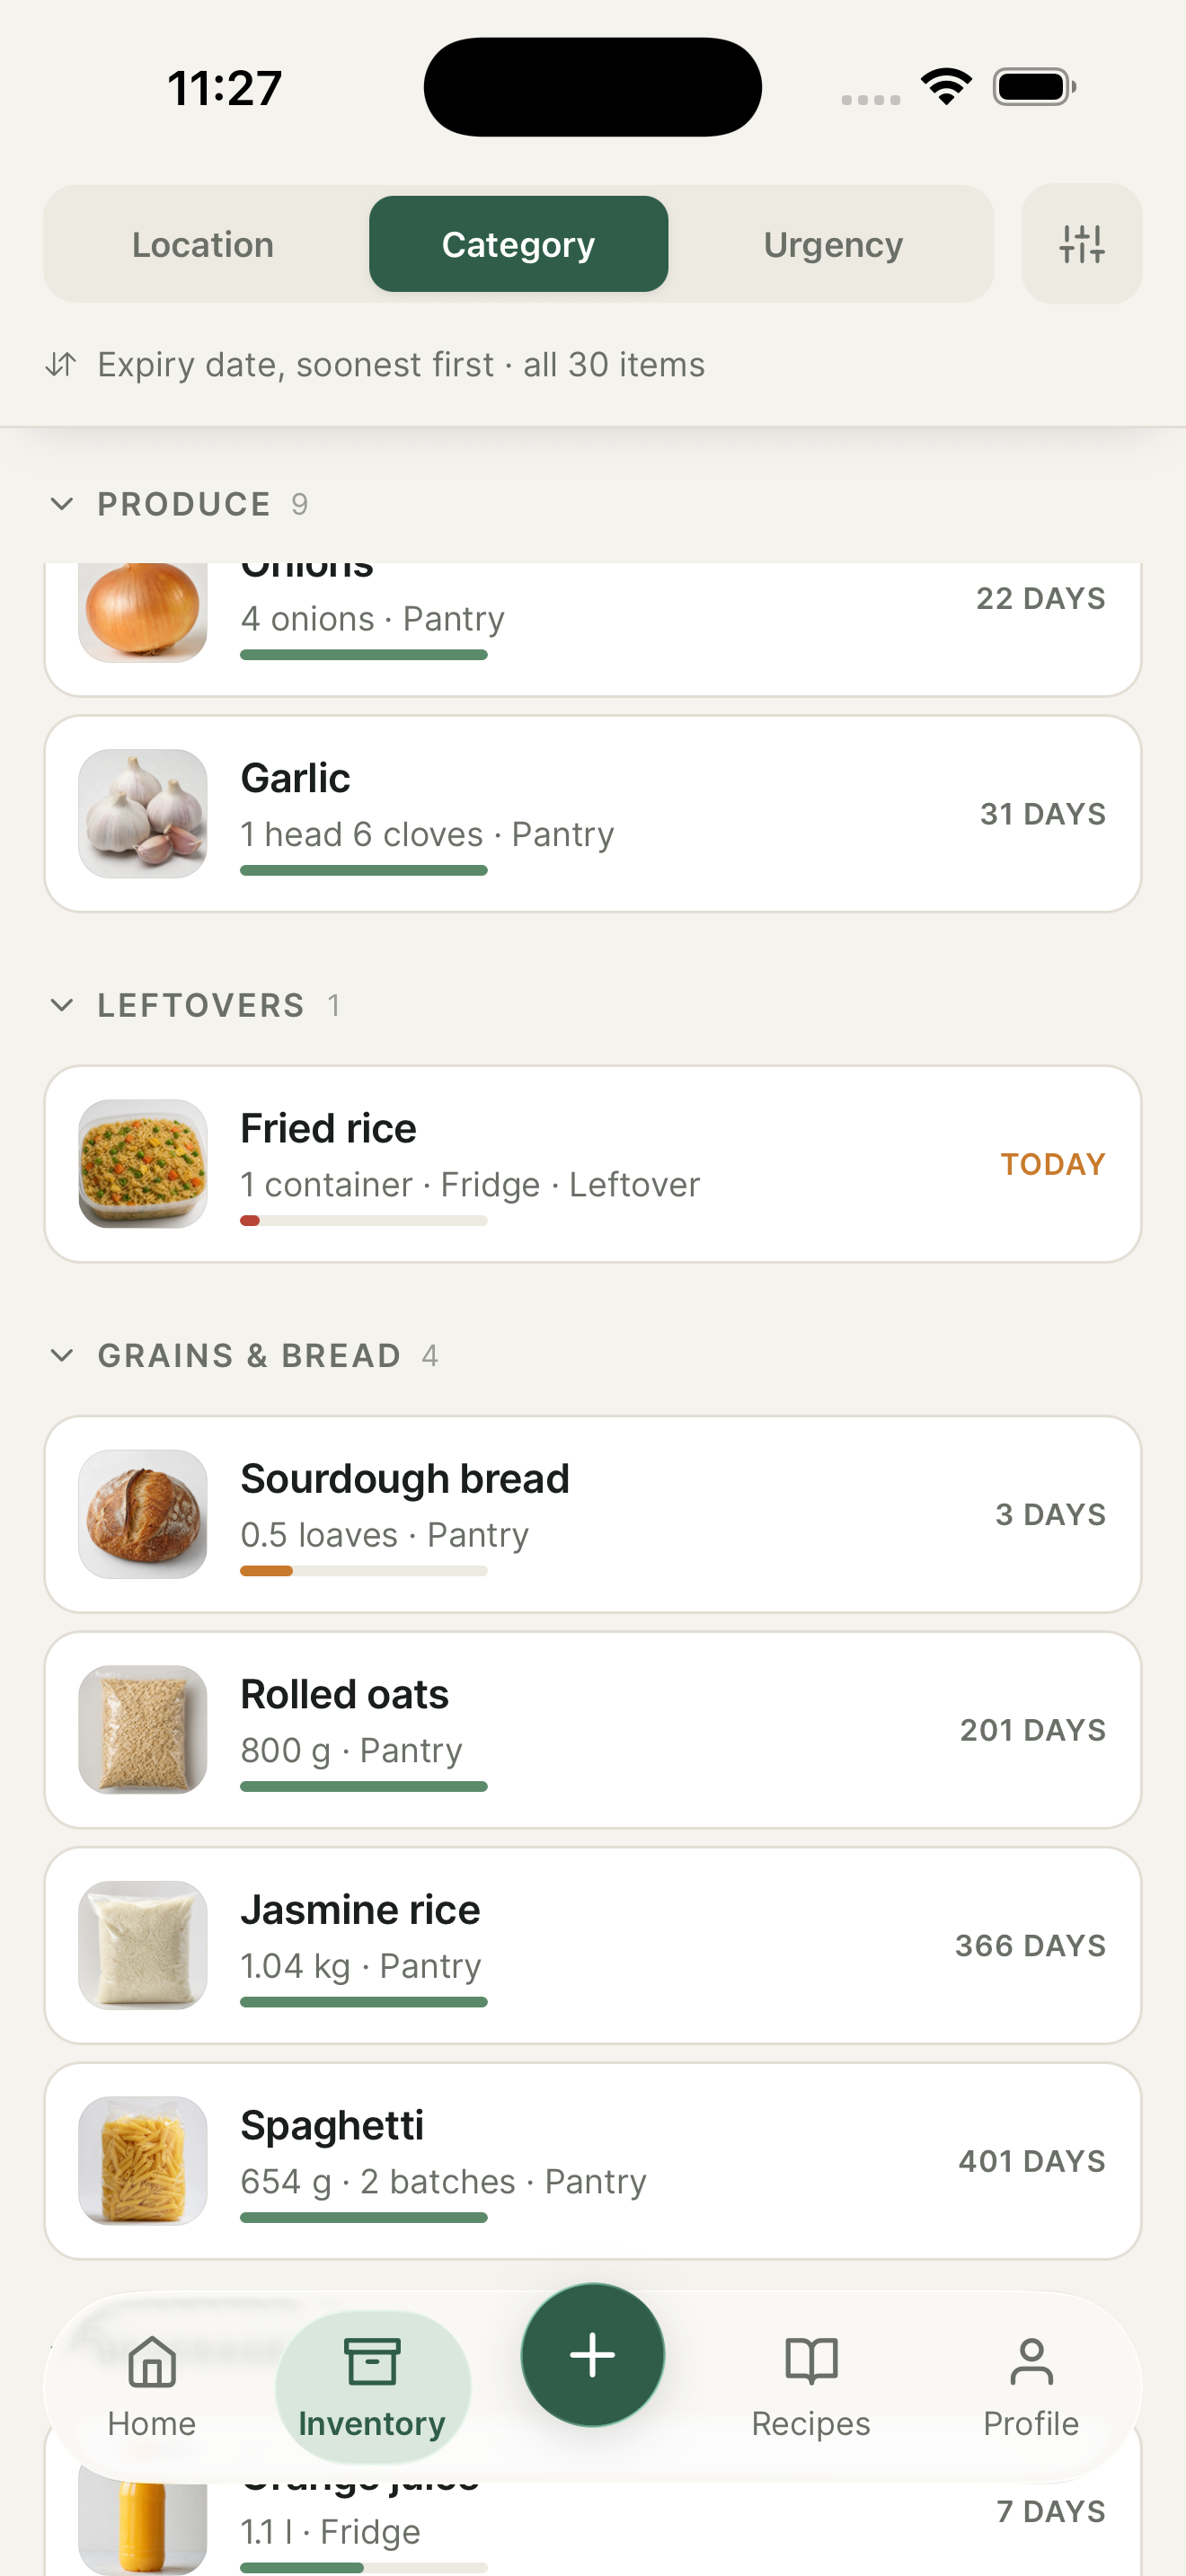 11:27
Location
Category
Urgency
Expiry date, soonest first · all 30 items
PRODUCE 9
Onions
4 onions · Pantry
22 DAYS
Garlic
1 head 6 cloves · Pantry
31 DAYS
LEFTOVERS 1
Fried rice
1 container · Fridge · Leftover
TODAY
GRAINS & BREAD 4
Sourdough bread
0.5 loaves · Pantry
3 DAYS
Rolled oats
800 g · Pantry
201 DAYS
Jasmine rice
1.04 kg · Pantry
366 DAYS
Spaghetti
654 g · 2 batches · Pantry
401 DAYS
Home
Inventory
Recipes
Profile
Orange juice
1.1 l · Fridge
7 DAYS